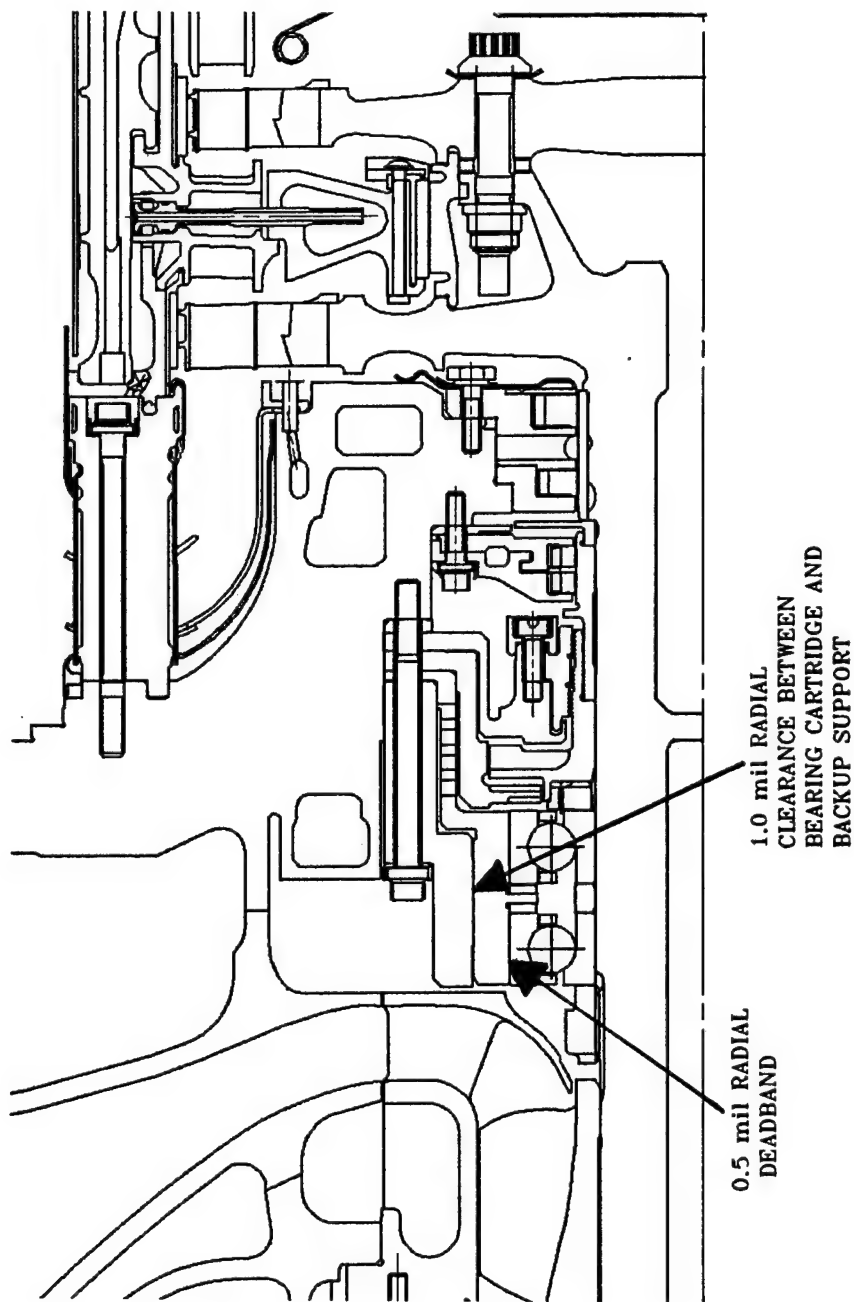 0.5 mil RADIAL
DEADBAND
1.0 mil RADIAL
CLEARANCE BETWEEN
BEARING CARTRIDGE AND
BACKUP SUPPORT